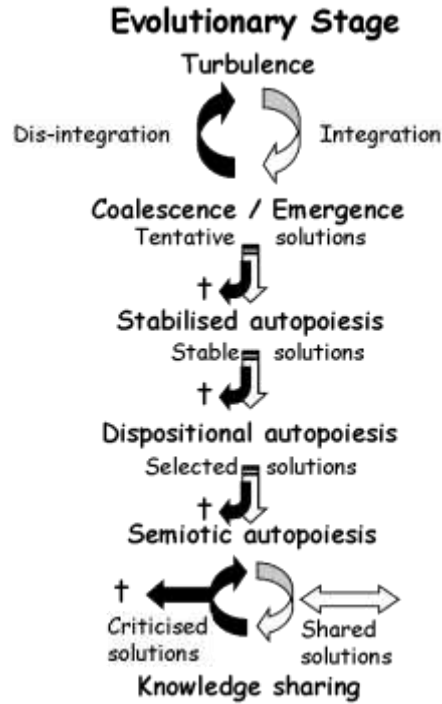 Evolutionary Stage
Turbulence
Dis-integration Integration
Coalescence / Emergence
Tentative solutions
†
Stabilised autopoiesis
Stable solutions
†
Dispositional autopoiesis
Selected solutions
†
Semiotic autopoiesis
†
Criticised solutions
Shared solutions
Knowledge sharing